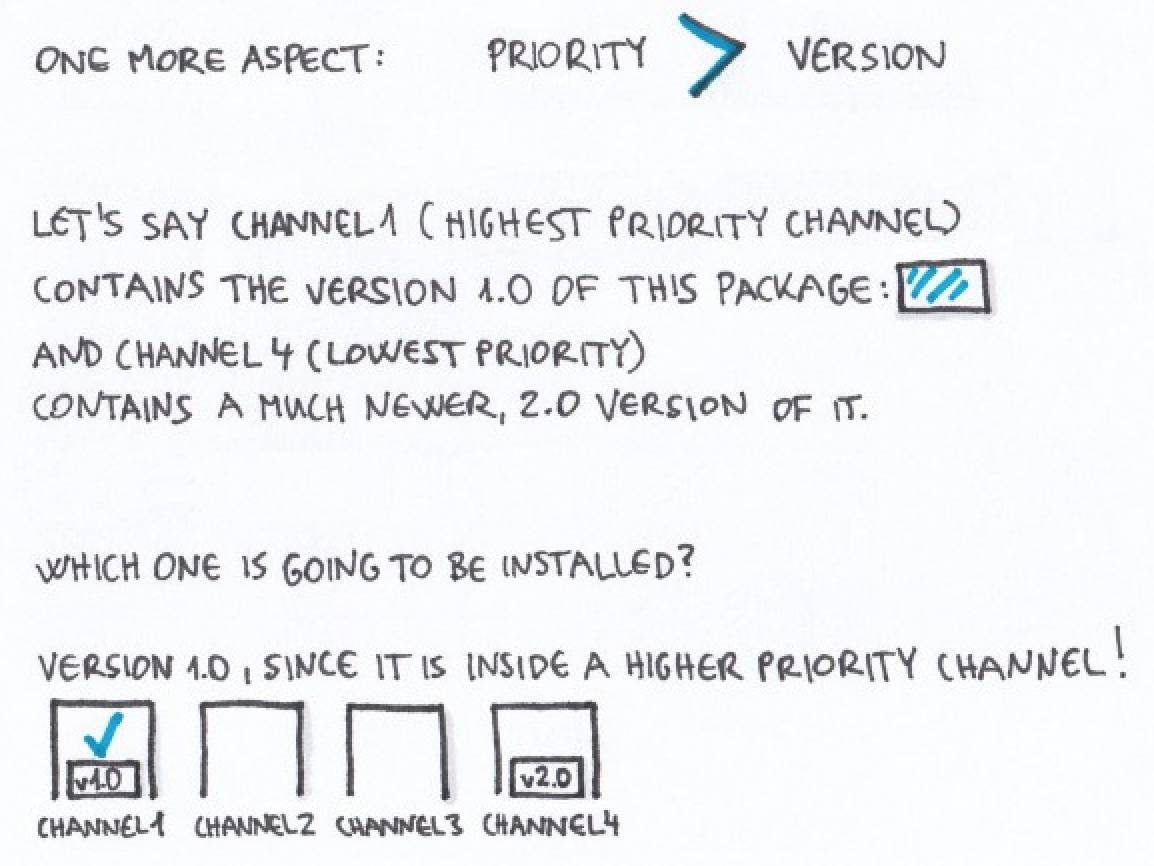 ONE MORE ASPECT: PRIORITY > VERSION
LET'S SAY CHANNEL1 (HIGHEST PRIORITY CHANNEL)
CONTAINS THE VERSION 1.0 OF THIS PACKAGE:
AND CHANNEL 4 (LOWEST PRIORITY)
CONTAINS A MUCH NEWER, 2.0 VERSION OF IT.
WHICH ONE IS GOING TO BE INSTALLED?
VERSION 1.0, SINCE IT IS INSIDE A HIGHER PRIORITY CHANNEL!
v1.0 v2.0
CHANNEL1 CHANNEL2 CHANNEL3 CHANNEL4